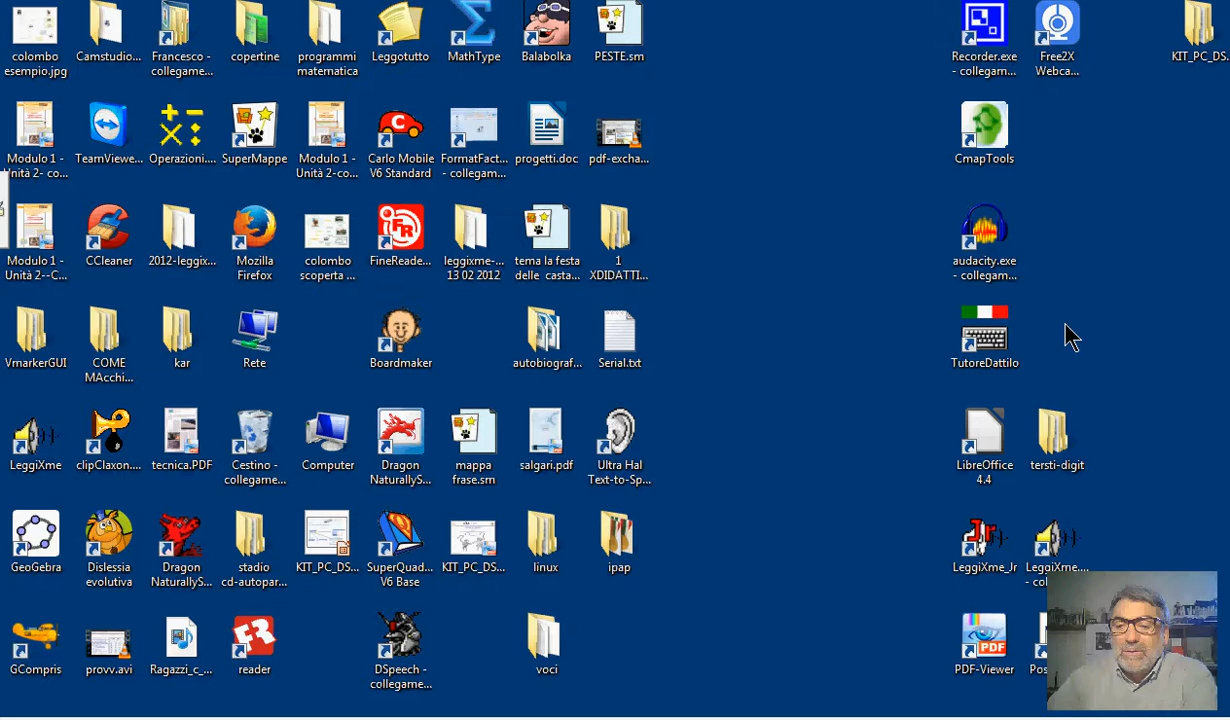 colombo
esempio.jpg
Camstudio...
Francesco -
collegame...
copertine
programmi
matematica
Leggotutto
MathType
Balabolka
PESTE.sm
Recorder.exe
- collegam...
Free2X
Webca...
KIT_PC_DS.
Modulo 1 -
Unità 2- co...
TeamViewe...
Operazioni....
SuperMappe
Modulo 1 -
Unità 2-co...
Carlo Mobile
V6 Standard
FormatFact...
- collegam...
progetti.doc
pdf-excha...
CmapTools
Modulo 1 -
Unità 2--C...
CCleaner
2012-leggix...
Mozilla
Firefox
colombo
scoperta ...
FineReade...
leggixme-...
13 02 2012
tema la festa
delle casta...
1
XDIDATTI...
audacity.exe
- collegam...
VmarkerGUI
COME
MAcchi...
kar
Rete
Boardmaker
autobiograf...
Serial.txt
TutoreDattilo
LeggiXme
clipClaxon....
tecnica.PDF
Cestino -
collegame...
Computer
Dragon
NaturallyS...
mappa
frase.sm
salgari.pdf
Ultra Hal
Text-to-Sp...
LibreOffice
4.4
tersti-digit
GeoGebra
Dislessia
evolutiva
Dragon
NaturallyS...
stadio
cd-autopar...
KIT_PC_DS...
SuperQuad...
V6 Base
KIT_PC_DS...
linux
ipap
LeggiXme_Jr
LeggiXme....
- col
GCompris
provv.avi
Ragazzi_c_...
reader
DSpeech -
collegame...
voci
PDF-Viewer
Pos